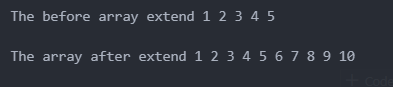 The before array extend 1 2 3 4 5
The array after extend 1 2 3 4 5 6 7 8 9 10
+ Code